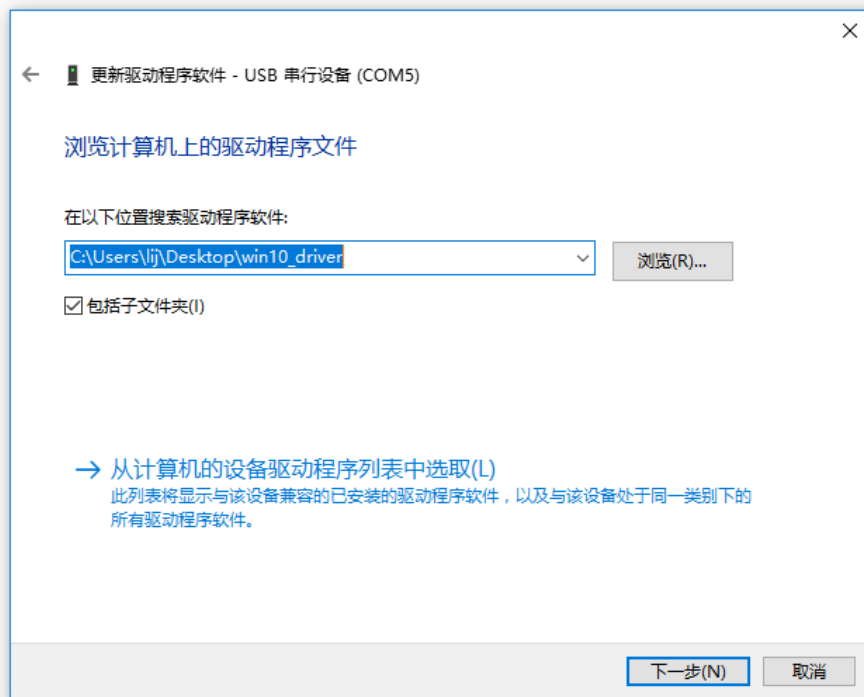 更新驱动程序软件 - USB 串行设备 (COM5)
浏览计算机上的驱动程序文件
在以下位置搜索驱动程序软件:
C:\Users\lij\Desktop\win10_driver
浏览(R)...
包括子文件夹(I)
从计算机的设备驱动程序列表中选取(L)
此列表将显示与该设备兼容的已安装的驱动程序软件，以及与该设备处于同一类别下的
所有驱动程序软件。
下一步(N)
取消